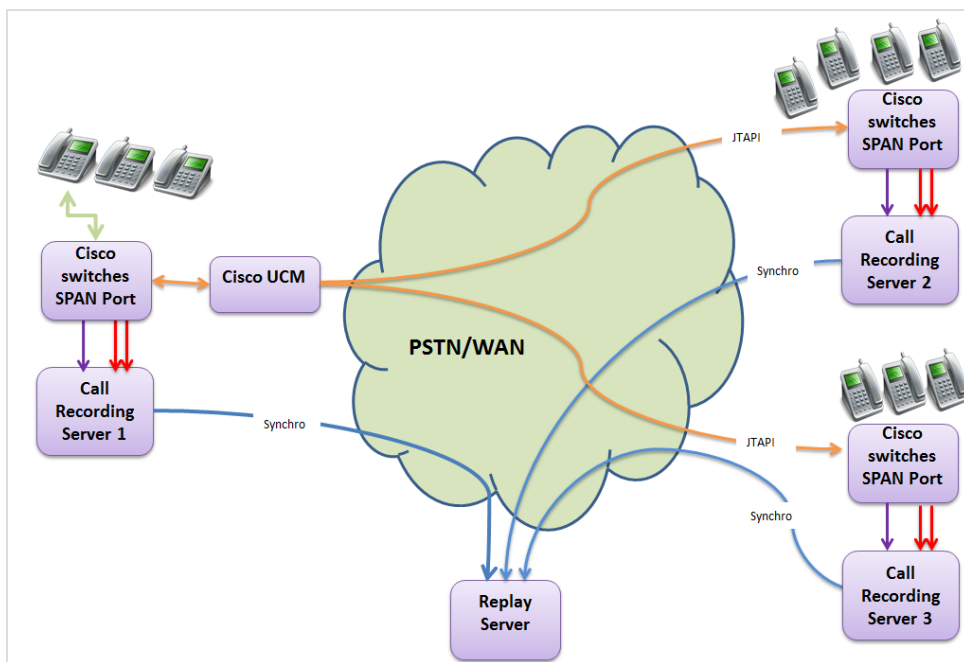 Cisco
switches
SPAN Port
JTAPI
Cisco
switches
SPAN Port
Cisco UCM
Call
Recording
Server 2
Synchro
PSTN/WAN
Call
Recording
Server 1
Synchro
JTAPI
Cisco
switches
SPAN Port
Synchro
Call
Recording
Server 3
Replay
Server